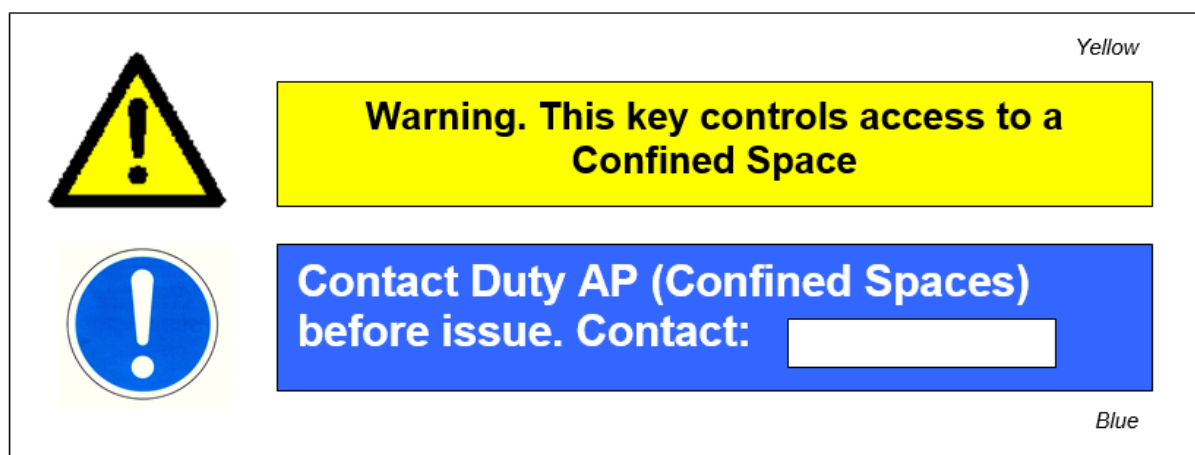 Yellow
Warning. This key controls access to a
Confined Space
Contact Duty AP (Confined Spaces)
before issue. Contact:
Blue